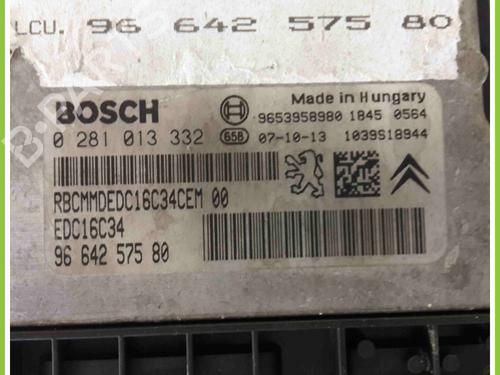 LCU. 96 642 575 80
BOSCH
Made in Hungary
9653958980 1845 0564
0 281 013 332
65B
07-10-13 1039S18944
RBCMMDEDC16C34CEM 00
EDC16C34
96 642 575 80